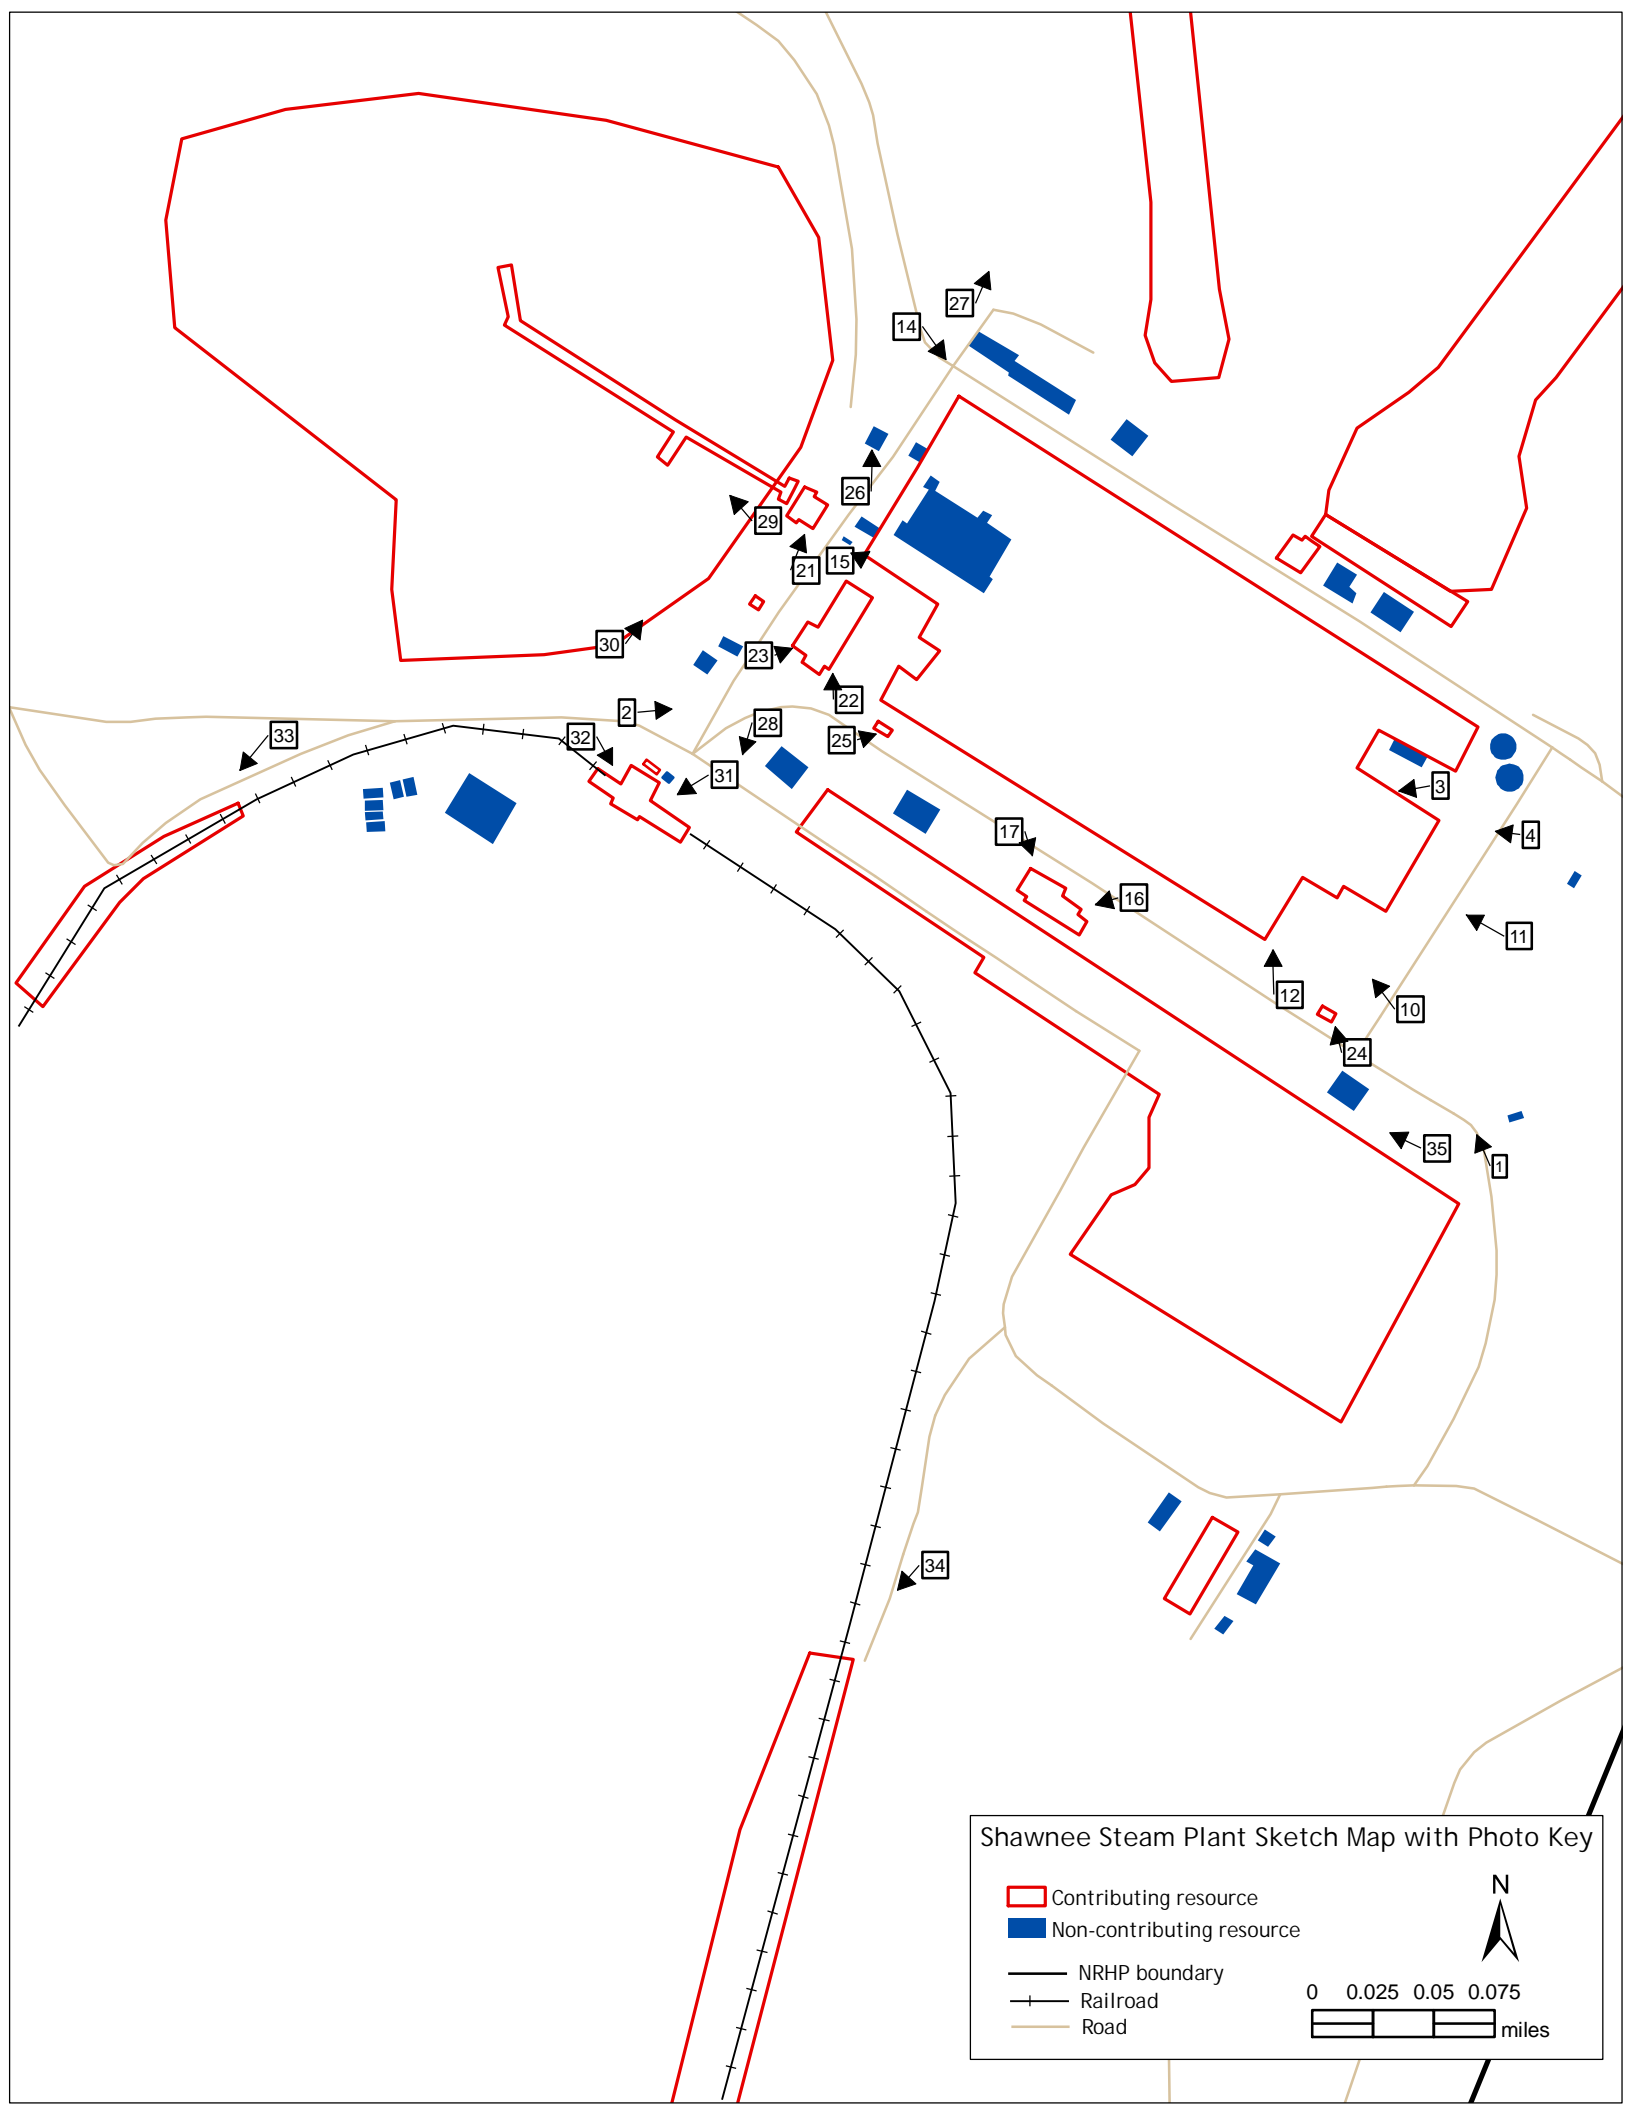 27
14
26
29
15
21
30
23
22
2
28
33
32
25
31
3
17
4
16
11
12
10
24
35
1
34
Shawnee Steam Plant Sketch Map with Photo Key
N
Contributing resource
Non-contributing resource
NRHP boundary
Railroad
Road
0 0.025 0.05 0.075
miles